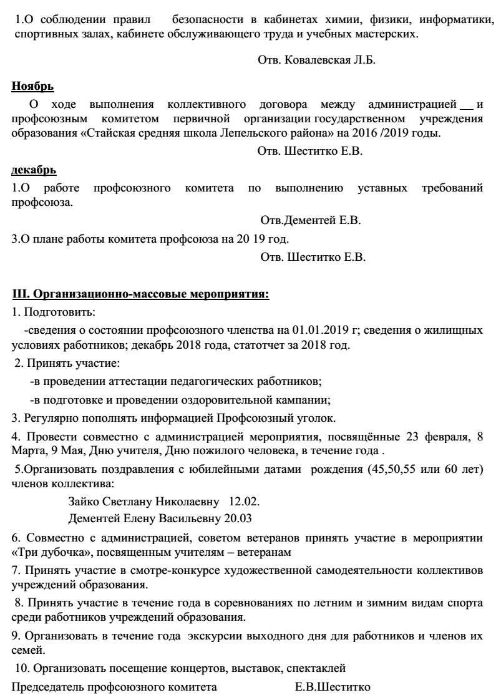 1.О соблюдении правил безопасности в кабинетах химии, физики, информатики,
спортивных залах, кабинете обслуживающего труда и учебных мастерских.
Отв. Ковалевская Л.Б.
Ноябрь
О ходе выполнения коллективного договора между администрацией __ и
профсоюзным комитетом первичной организации государственном учреждения
образования «Стайская средняя школа Лепельского района» на 2016 /2019 годы.
Отв. Шеститко Е.В.
декабрь
1.О работе профсоюзного комитета по выполнению уставных требований
профсоюза.
Отв.Дементей Е.В.
3.О плане работы комитета профсоюза на 20 19 год.
Отв. Шеститко Е.В.
III. Организационно-массовые мероприятия:
1. Подготовить:
-сведения о состоянии профсоюзного членства на 01.01.2019 г; сведения о жилищных
условиях работников; декабрь 2018 года, статотчет за 2018 год.
2. Принять участие:
-в проведении аттестации педагогических работников;
-в подготовке и проведении оздоровительной кампании;
3. Регулярно пополнять информацией Профсоюзный уголок.
4. Провести совместно с администрацией мероприятия, посвящённые 23 февраля, 8
Марта, 9 Мая, Дню учителя, Дню пожилого человека, в течение года .
5.Организовать поздравления с юбилейными датами рождения (45,50,55 или 60 лет)
членов коллектива:
Зайко Светлану Николаевну 12.02.
Дементей Елену Васильевну 20.03
6. Совместно с администрацией, советом ветеранов принять участие в мероприятии
«Три дубочка», посвященным учителям – ветеранам
7. Принять участие в смотре-конкурсе художественной самодеятельности коллективов
учреждений образования.
8. Принять участие в течение года в соревнованиях по летним и зимним видам спорта
среди работников учреждений образования.
9. Организовать в течение года экскурсии выходного дня для работников и членов их
семей.
10. Организовать посещение концертов, выставок, спектаклей
Председатель профсоюзного комитета Е.В.Шеститко